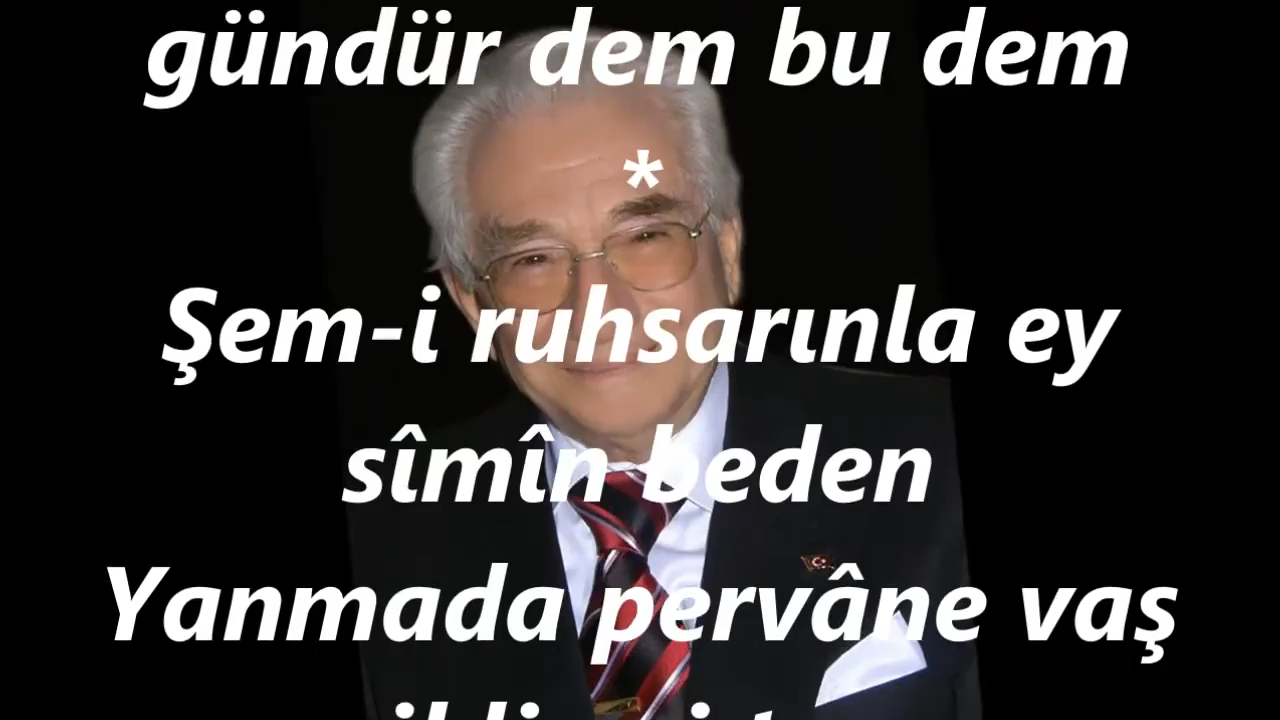 gündür dem bu dem
*
Şem-i ruhsarınla ey
sîmîn beden
Yanmada pervâne vaş